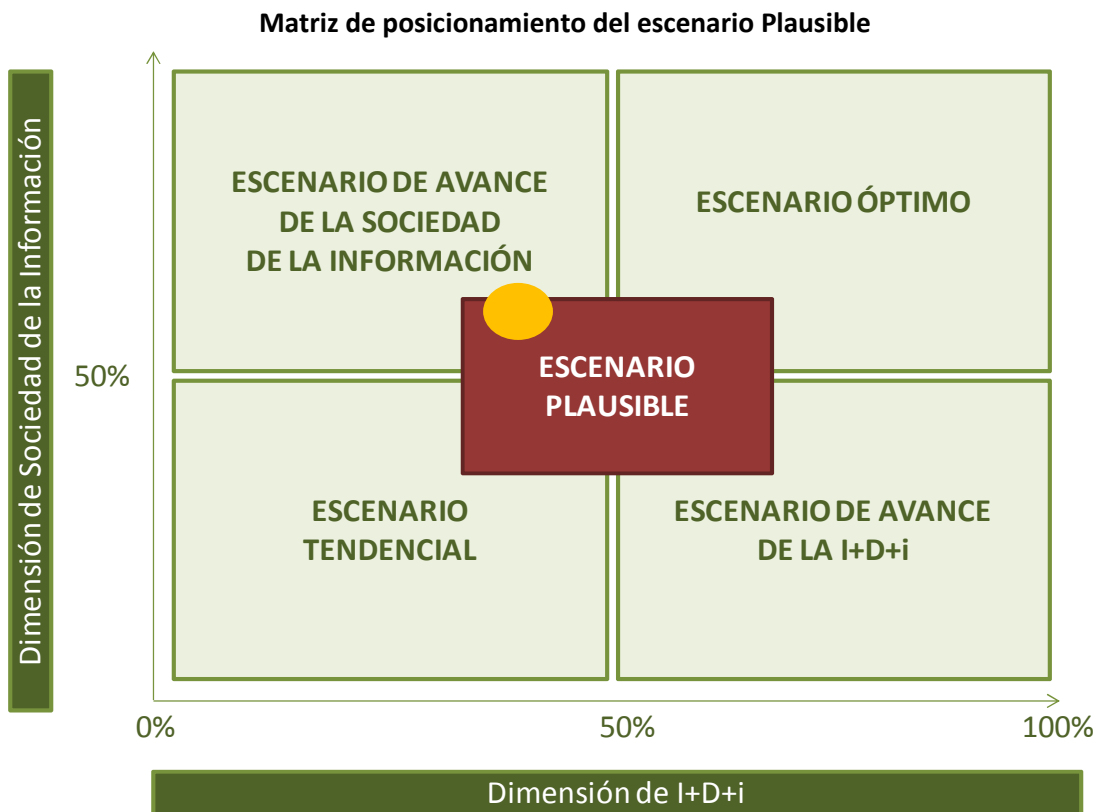 Matriz de posicionamiento del escenario Plausible
Dimensión de Sociedad de la Información
ESCENARIO DE AVANCE
DE LA SOCIEDAD
DE LA INFORMACIÓN
ESCENARIO ÓPTIMO
50%
ESCENARIO
PLAUSIBLE
ESCENARIO
TENDENCIAL
ESCENARIO DE AVANCE
DE LA I+D+i
0%
50%
100%
Dimensión de I+D+i